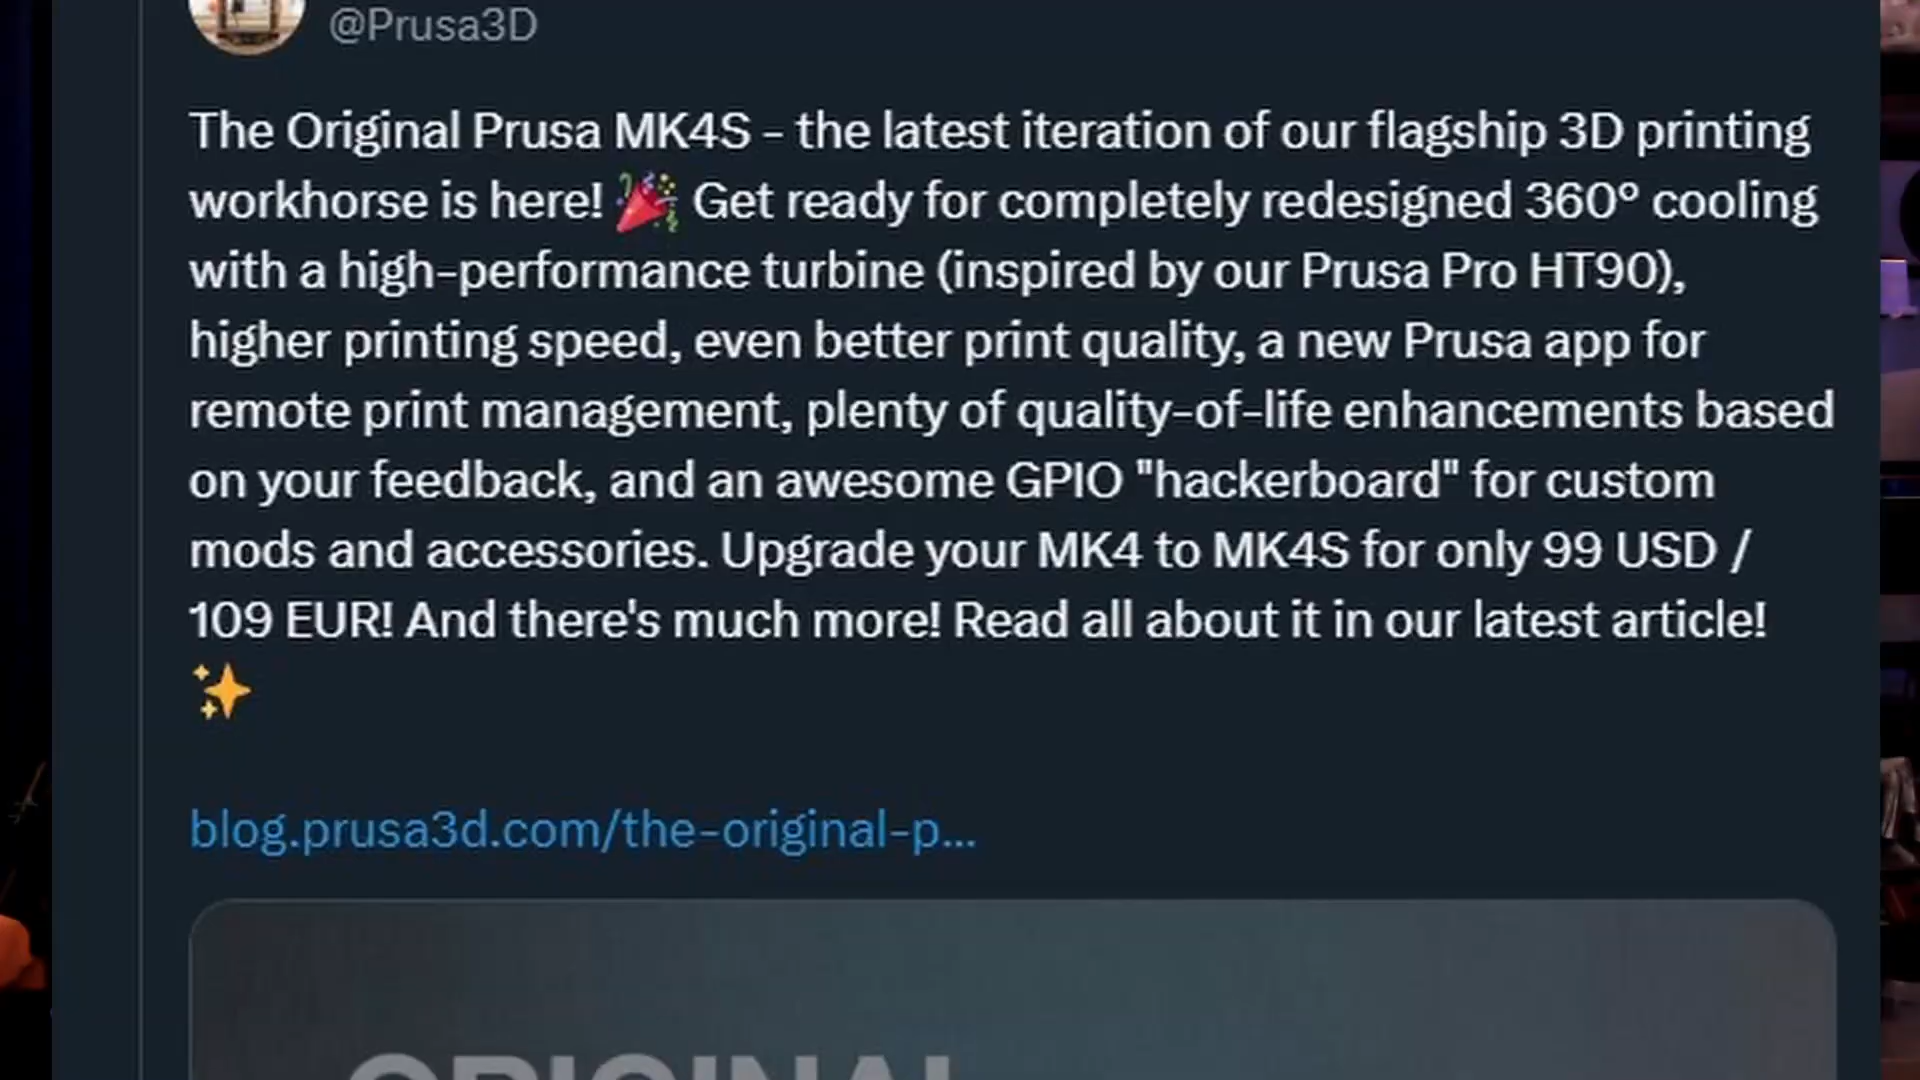 @Prusa3D
The Original Prusa MK4S - the latest iteration of our flagship 3D printing
workhorse is here! 🎉 Get ready for completely redesigned 360º cooling
with a high-performance turbine (inspired by our Prusa Pro HT90),
higher printing speed, even better print quality, a new Prusa app for
remote print management, plenty of quality-of-life enhancements based
on your feedback, and an awesome GPIO "hackerboard" for custom
mods and accessories. Upgrade your MK4 to MK4S for only 99 USD /
109 EUR! And there's much more! Read all about it in our latest article!
✨
blog.prusa3d.com/the-original-p...
ORIGINAL